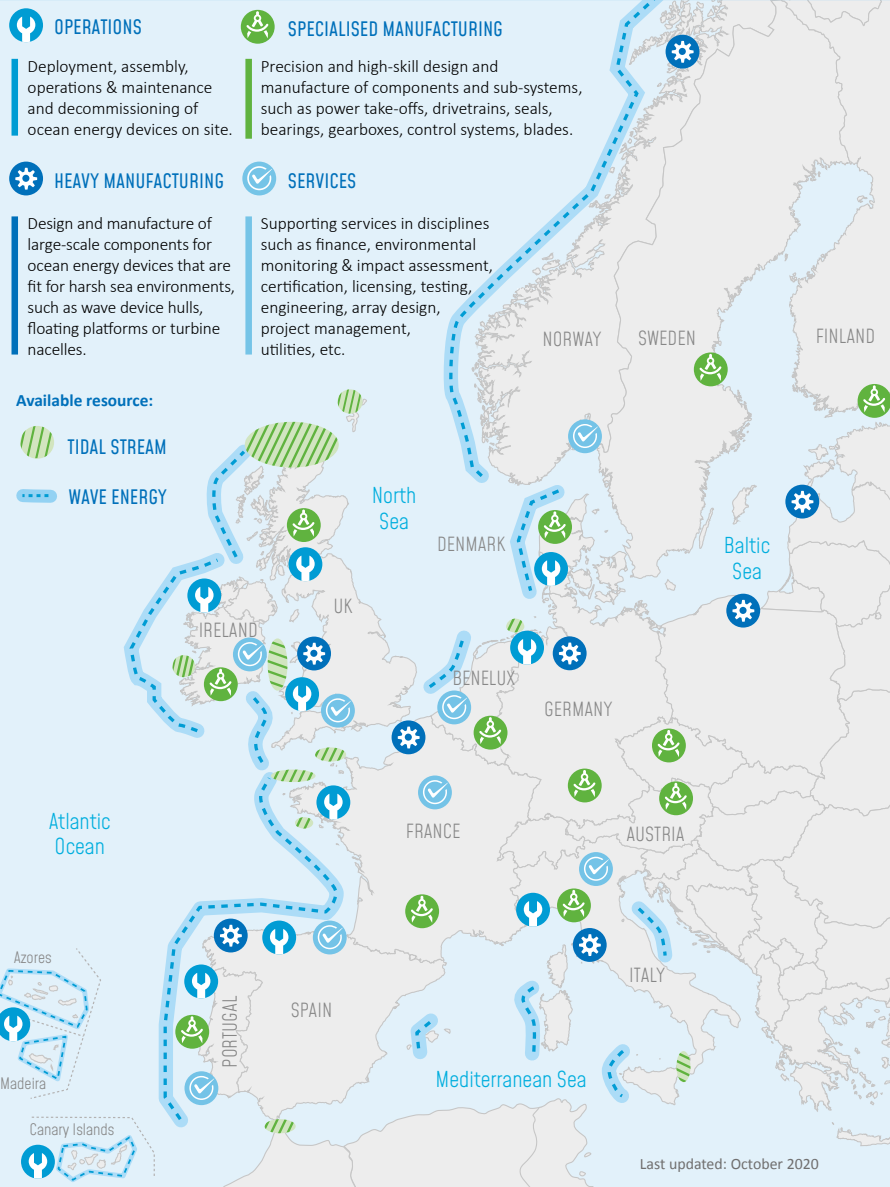 OPERATIONS
Deployment, assembly,
operations & maintenance
and decommissioning of
ocean energy devices on site.
SPECIALISED MANUFACTURING
Precision and high-skill design and
manufacture of components and sub-systems,
such as power take-offs, drivetrains, seals,
bearings, gearboxes, control systems, blades.
HEAVY MANUFACTURING
Design and manufacture of
large-scale components for
ocean energy devices that are
fit for harsh sea environments,
such as wave device hulls,
floating platforms or turbine
nacelles.
SERVICES
Supporting services in disciplines
such as finance, environmental
monitoring & impact assessment,
certification, licensing, testing,
engineering, array design,
project management,
utilities, etc.
Available resource:
TIDAL STREAM
WAVE ENERGY
NORWAY
SWEDEN
FINLAND
North
Sea
DENMARK
Baltic
Sea
UK
IRELAND
BENELUX
GERMANY
Atlantic
Ocean
FRANCE
AUSTRIA
Azores
ITALY
SPAIN
PORTUGAL
Madeira
Mediterranean Sea
Canary Islands
Last updated: October 2020